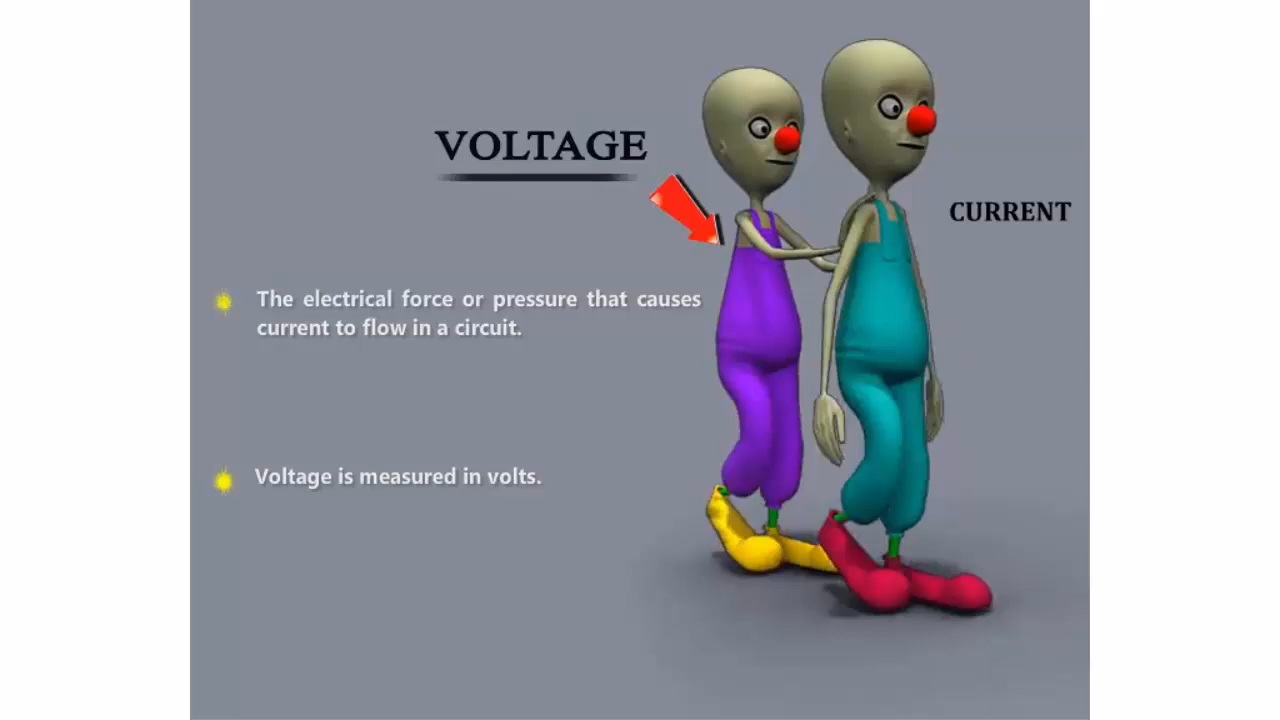 VOLTAGE
CURRENT
The electrical force or pressure that causes
current to flow in a circuit.
Voltage is measured in volts.